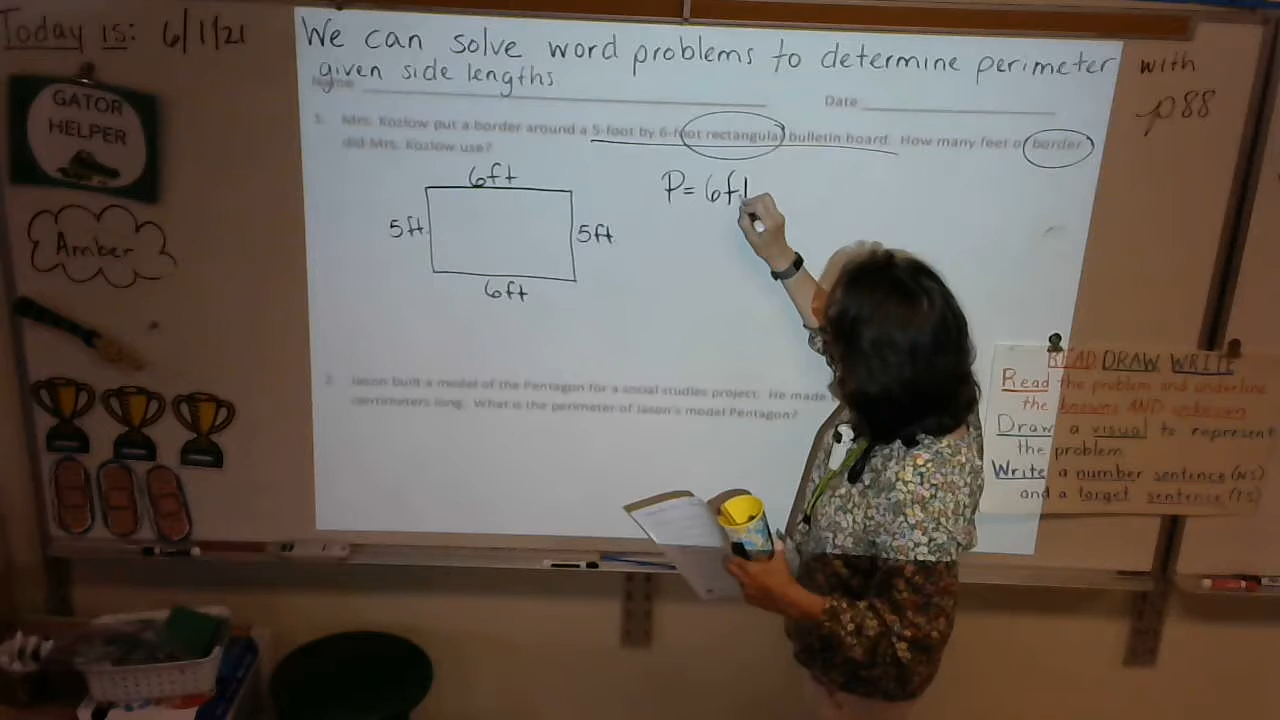 Today is: 6/1/21
We can solve word problems to determine perimeter with
given side lengths.
p88
Name Date
1. Mrs. Kozlow put a border around a 5-foot by 6-foot rectangular bulletin board. How many feet of border
did Mrs. Kozlow use?
GATOR
HELPER
Amber
6ft
5ft
5ft
6ft
P= 6ft
2. Jason built a model of the Pentagon for a social studies project. He made
centimeters long. What is the perimeter of Jason's model Pentagon?
READ DRAW WRITE
Read the problem and underline
the knowns AND unknown
Draw a visual to represent
the problem
Write a number sentence (NS)
and a target sentence (TS)